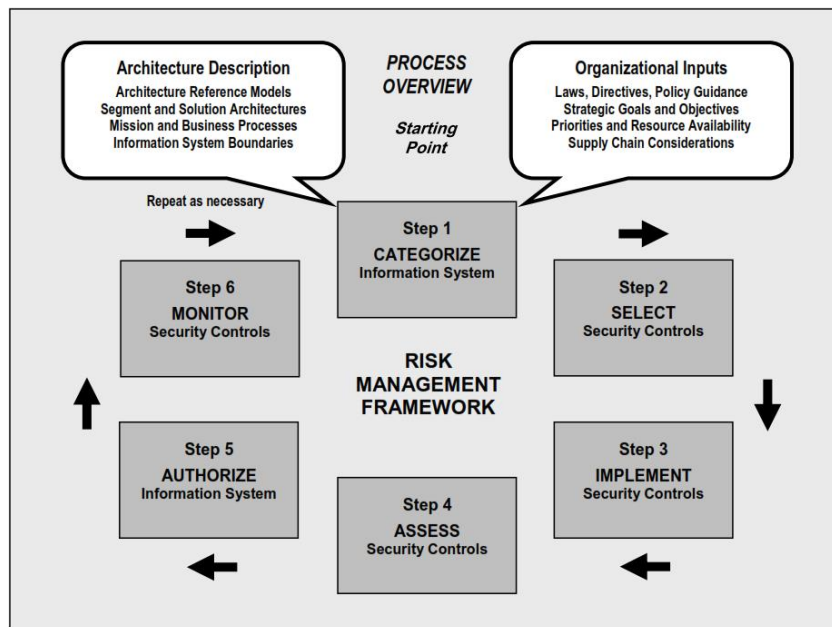 Architecture Description
Architecture Reference Models
Segment and Solution Architectures
Mission and Business Processes
Information System Boundaries
PROCESS
OVERVIEW
Starting
Point
Organizational Inputs
Laws, Directives, Policy Guidance
Strategic Goals and Objectives
Priorities and Resource Availability
Supply Chain Considerations
Repeat as necessary
Step 1
CATEGORIZE
Information System
Step 2
SELECT
Security Controls
Step 3
IMPLEMENT
Security Controls
Step 4
ASSESS
Security Controls
Step 5
AUTHORIZE
Information System
Step 6
MONITOR
Security Controls
RISK
MANAGEMENT
FRAMEWORK